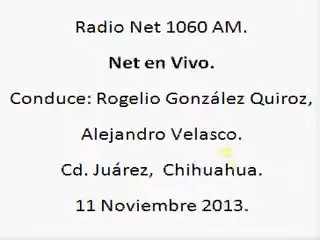 Radio Net 1060 AM.
Net en Vivo.
Conduce: Rogelio González Quiroz,
Alejandro Velasco.
Cd. Juárez,  Chihuahua.
11 Noviembre 2013.